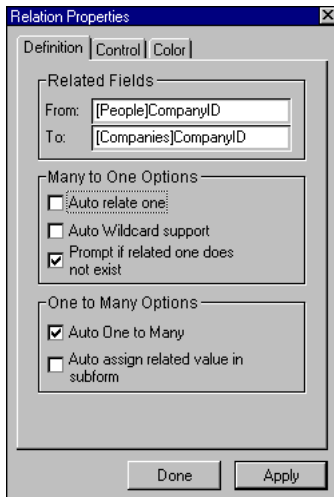 Relation Properties
Definition Control Color
Related Fields
From: [People]CompanyID
To: [Companies]CompanyID
Many to One Options
Auto relate one
Auto Wildcard support
Prompt if related one does
not exist
One to Many Options
Auto One to Many
Auto assign related value in
subform
Done Apply